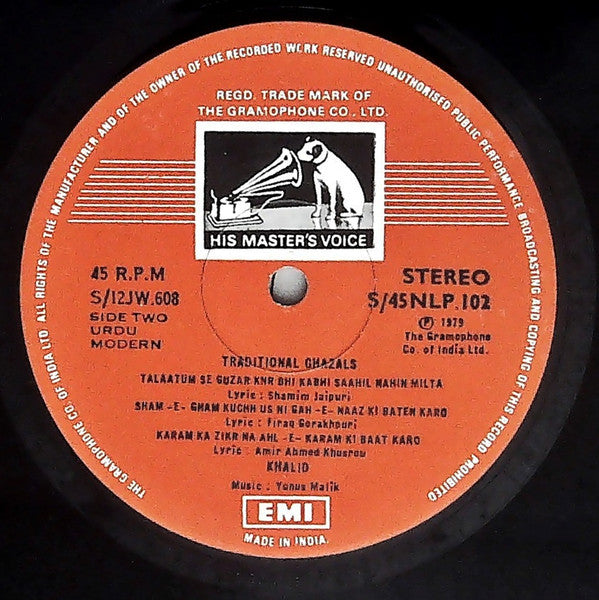 THE GRAMOPHONE CO. OF INDIA LTD. ALL RIGHTS OF THE MANUFACTURER AND OF THE OWNER OF THE RECORDED WORK RESERVED UNAUTHORISED PUBLIC PERFORMANCE BROADCASTING AND COPYING OF THIS RECORD PROHIBITED
REGD. TRADE MARK OF
THE GRAMOPHONE CO., LTD.
HIS MASTER'S VOICE
45 R.P.M
S/12JW.608
SIDE TWO
URDU
MODERN
STEREO
S/45NLP.102
Ⓟ 1979
The Gramophone
Co. of India Ltd.
TRADITIONAL GHAZALS
TALAATUM SE GUZAR KNR BHI KABHI SAAHIL NAHIN MILTA
Lyric : Shamim Jaipuri
SHAM -E- GHAM KUCHH US NI GAH -E- NAAZ KI BATEN KARO
Lyric : Firaq Gorakhpuri
KARAM KA ZIKR NA AHL -E- KARAM KI BAAT KARO
Lyric : Amir Ahmed Khusrou
KHALID
Music : Yunus Malik
EMI
MADE IN INDIA.